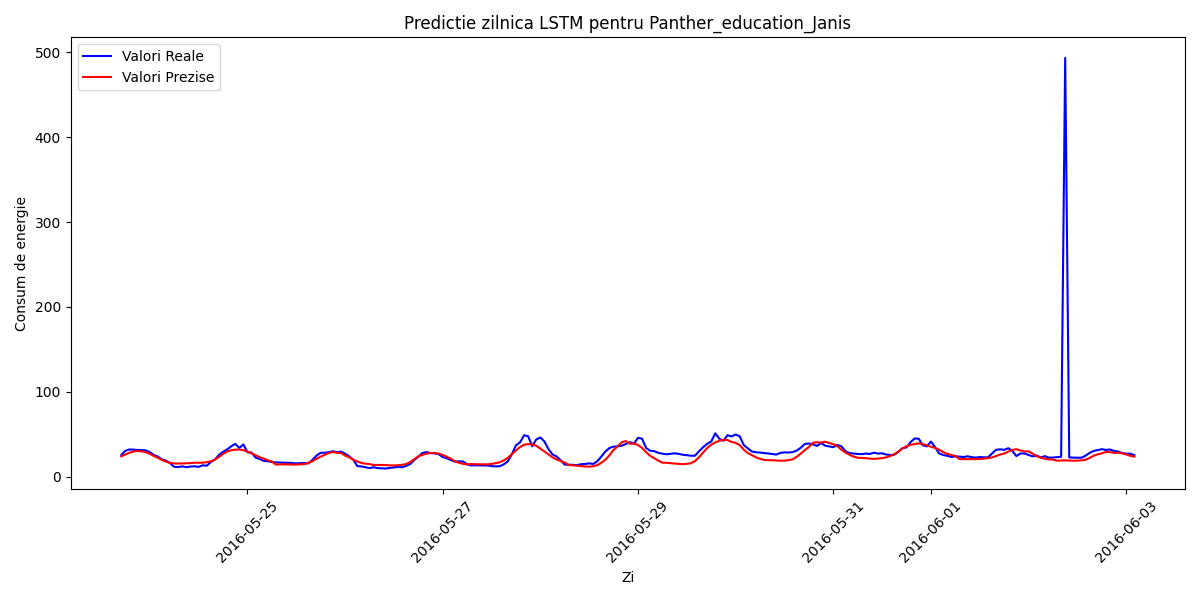 Predictie zilnica LSTM pentru Panther_education_Janis
Valori Reale
Valori Prezise
Consum de energie
500
400
300
200
100
0
2016-05-25
2016-05-27
2016-05-29
2016-05-31
2016-06-01
2016-06-03
Zi